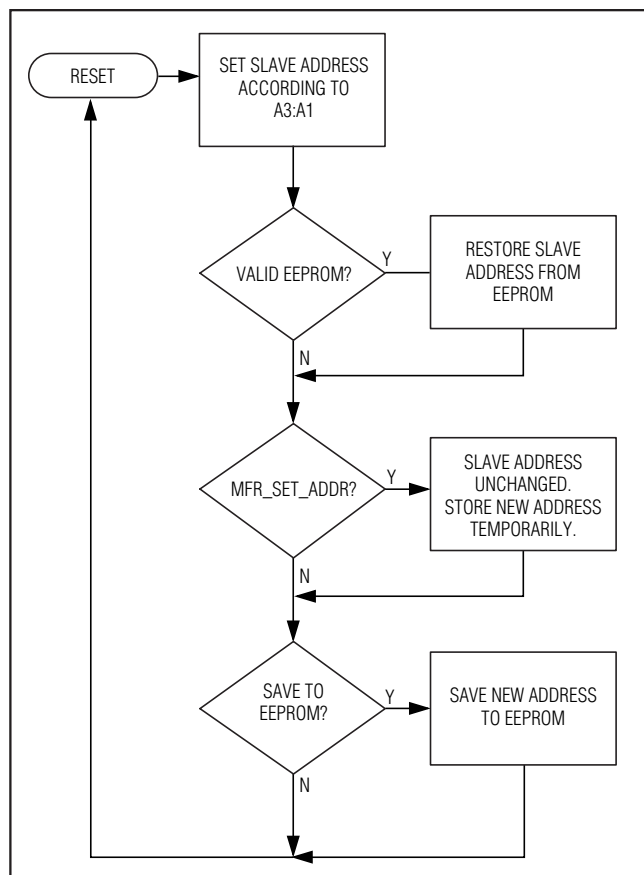 RESET
SET SLAVE ADDRESS
ACCORDING TO
A3:A1
VALID EEPROM?
Y
RESTORE SLAVE
ADDRESS FROM
EEPROM
N
MFR_SET_ADDR?
Y
SLAVE ADDRESS
UNCHANGED.
STORE NEW ADDRESS
TEMPORARILY.
N
SAVE TO
EEPROM?
Y
SAVE NEW ADDRESS
TO EEPROM
N